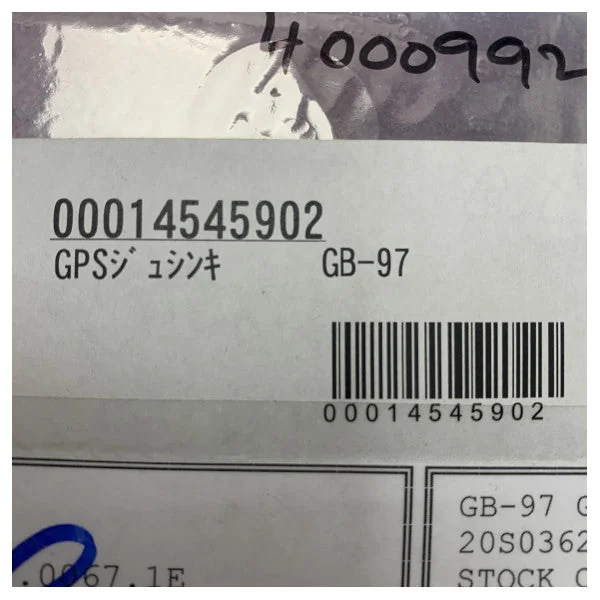 4000992
00014545902
GPSｼﾞｭｼﾝｷ GB-97
00014545902
GB-97 G
20S0362
.0067.1E
STOCK C